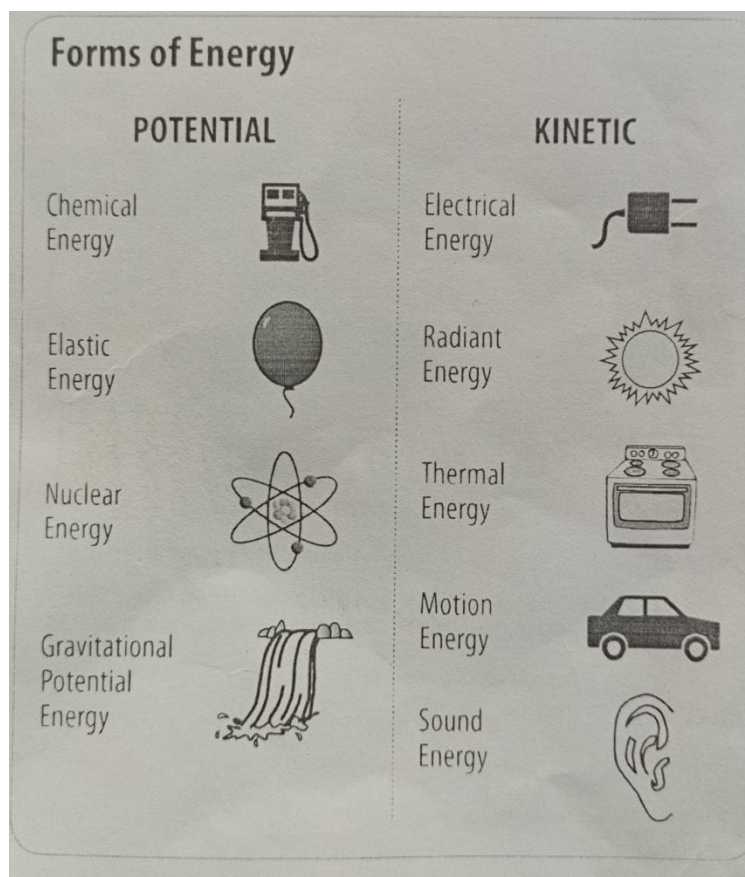 Forms of Energy
POTENTIAL
Chemical
Energy
Elastic
Energy
Nuclear
Energy
Gravitational
Potential
Energy
KINETIC
Electrical
Energy
Radiant
Energy
Thermal
Energy
Motion
Energy
Sound
Energy